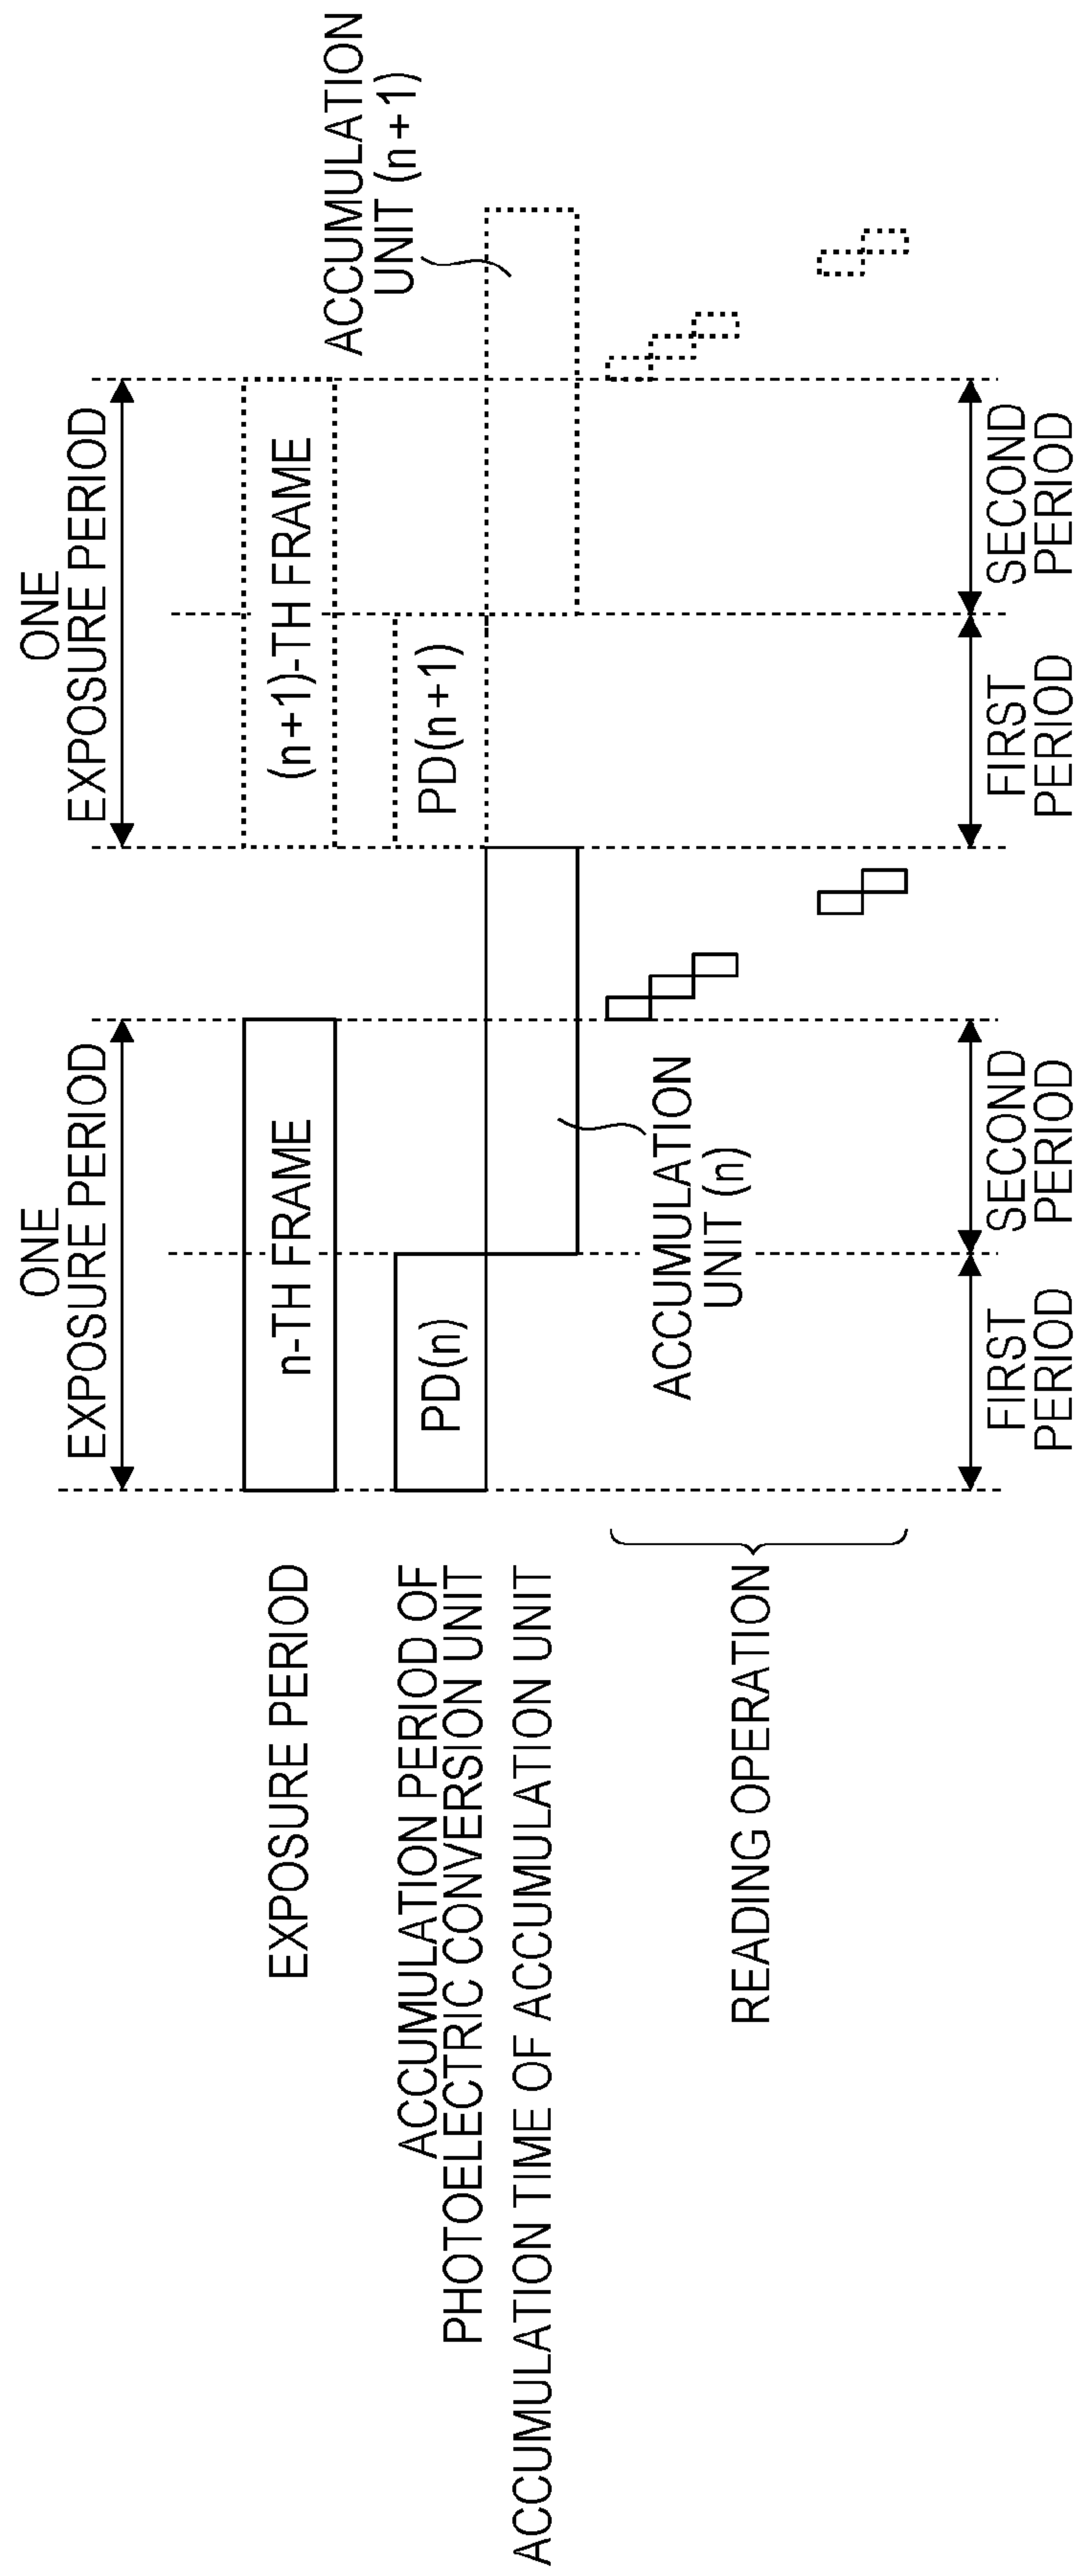 ONE
EXPOSURE PERIOD
ONE
EXPOSURE PERIOD
EXPOSURE PERIOD
n-TH FRAME
(n+1)-TH FRAME
ACCUMULATION
UNIT (n+1)
ACCUMULATION PERIOD OF
PHOTOELECTRIC CONVERSION UNIT
PD(n)
PD(n+1)
ACCUMULATION TIME OF ACCUMULATION UNIT
ACCUMULATION
UNIT (n)
READING OPERATION
FIRST
PERIOD
SECOND
PERIOD
FIRST
PERIOD
SECOND
PERIOD